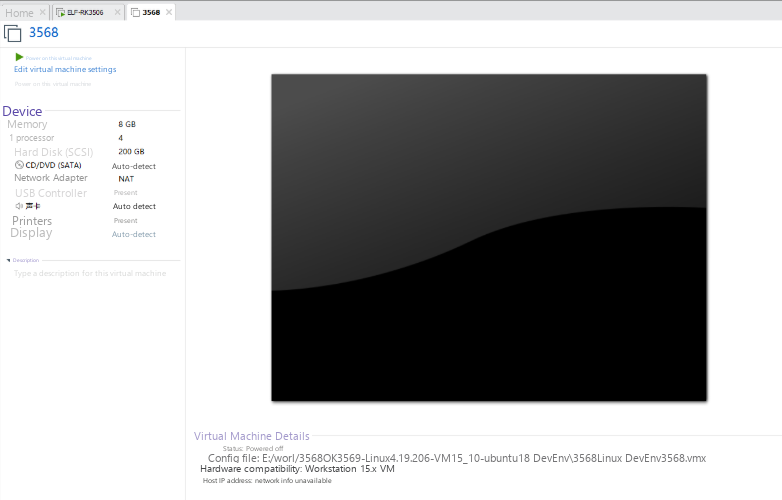 Home
ELF-RK3506
3568
3568
Power on this virtual machine
Edit virtual machine settings
Device
Memory 8 GB
1 processor 4
Hard Disk (SCSI) 200 GB
CD/DVD (SATA) Auto-detect
Network Adapter NAT
USB Controller Present
Auto detect
Printers Present
Display Auto-detect
Description
Type a description for this virtual machine
Virtual Machine Details
Status: Powered off
Config file: E:/worl/3568OK3569-Linux4.19.206-VM15_10-ubuntu18 DevEnv\3568Linux DevEnv3568.vmx
Hardware compatibility: Workstation 15.x VM
Host IP address: network info unavailable